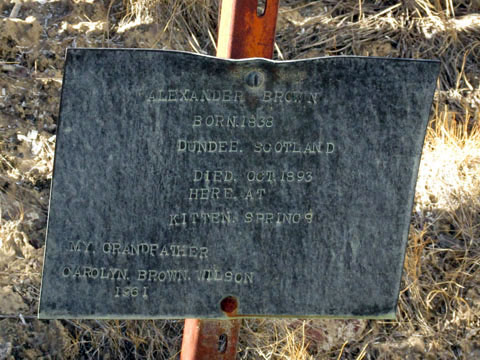 ALEXANDER BROWN
BORN.1838
DUNDEE. SCOTLAND
DIED. OCT. 1893
HERE. AT.
KITTEN. SPRINGS
MY. GRANDFATHER
CAROLYN. BROWN. WILSON
1961